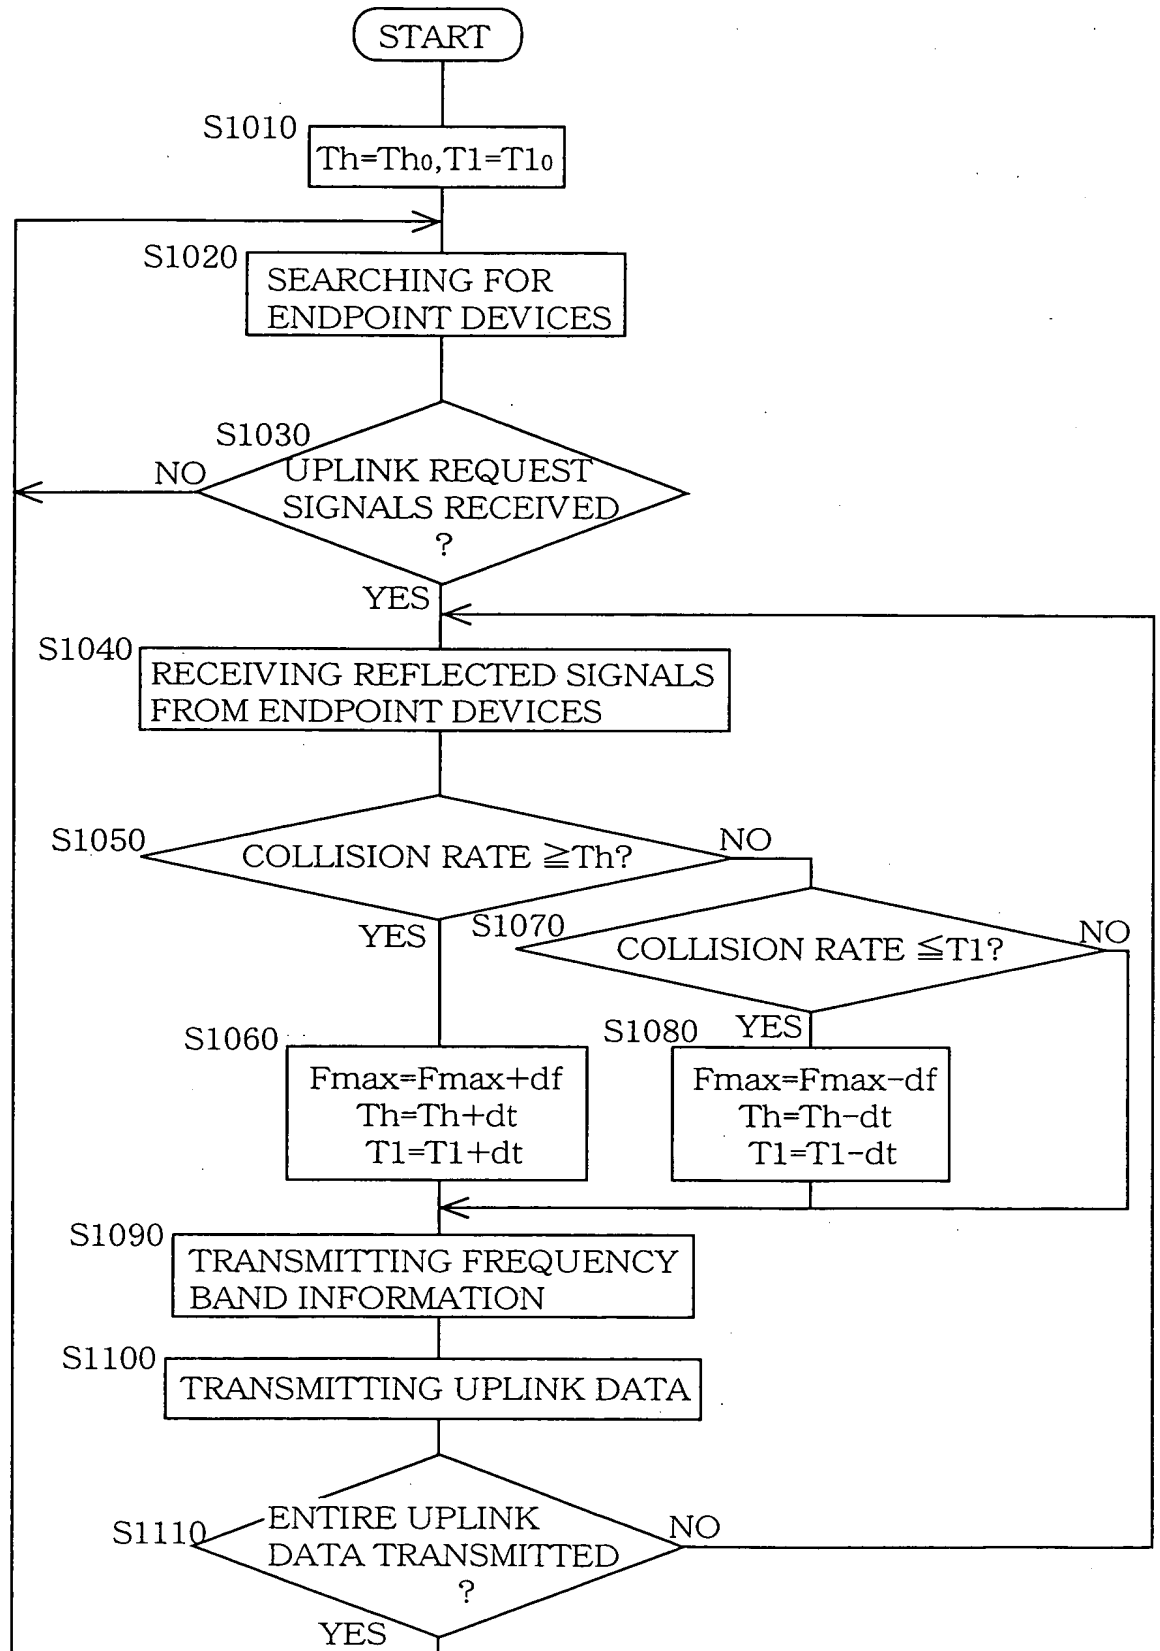 START
S1010
Th=Th0,T1=T10
S1020
SEARCHING FOR
ENDPOINT DEVICES
S1030
NO
UPLINK REQUEST
SIGNALS RECEIVED
?
YES
S1040
RECEIVING REFLECTED SIGNALS
FROM ENDPOINT DEVICES
S1050
COLLISION RATE ≧Th?
NO
YES
S1070
COLLISION RATE ≦T1?
NO
YES
S1060
Fmax=Fmax+df
Th=Th+dt
T1=T1+dt
S1080
Fmax=Fmax-df
Th=Th-dt
T1=T1-dt
S1090
TRANSMITTING FREQUENCY
BAND INFORMATION
S1100
TRANSMITTING UPLINK DATA
S1110
ENTIRE UPLINK
DATA TRANSMITTED
?
NO
YES